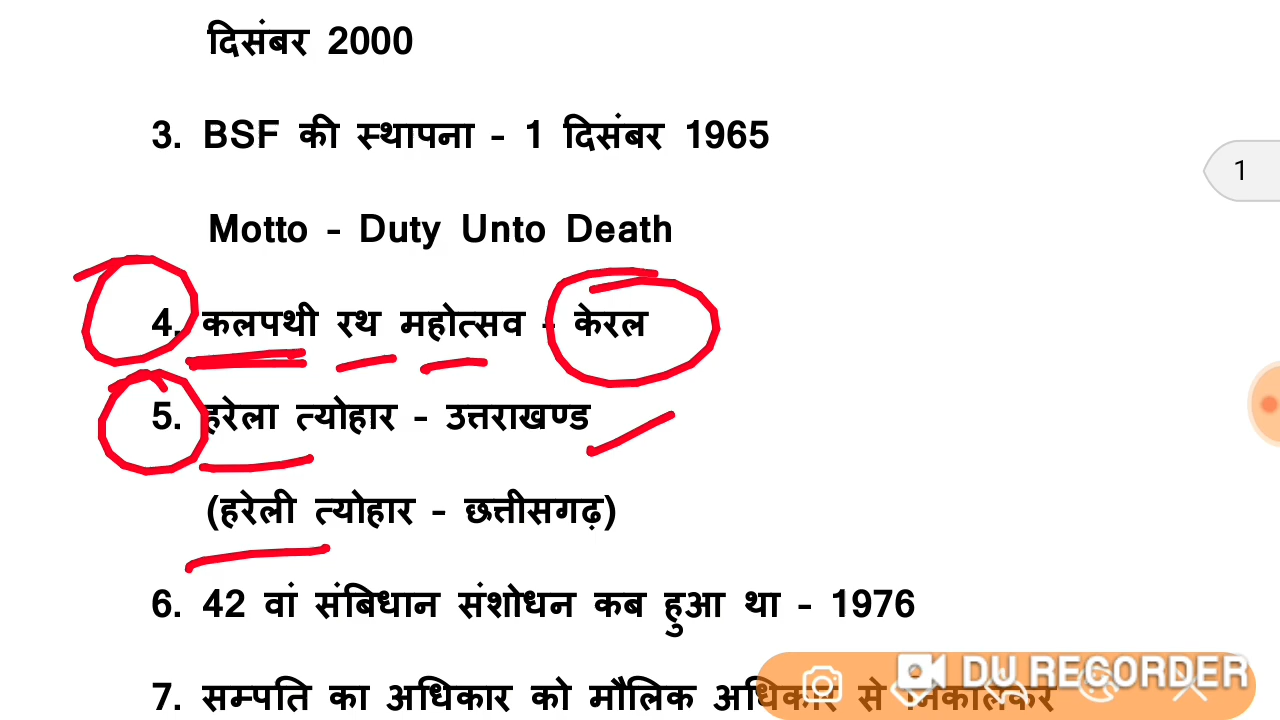 दिसंबर 2000
3. BSF की स्थापना - 1 दिसंबर 1965
1
Motto - Duty Unto Death
4. कलपथी रथ महोत्सव - केरल
5. हरेला त्योहार - उत्तराखण्ड
(हरेली त्योहार - छत्तीसगढ़)
6. 42 वां संबिधान संशोधन कब हुआ था - 1976
DU RECORDER
7. सम्पति का अधिकार को मौलिक अधिकार से निकालकर